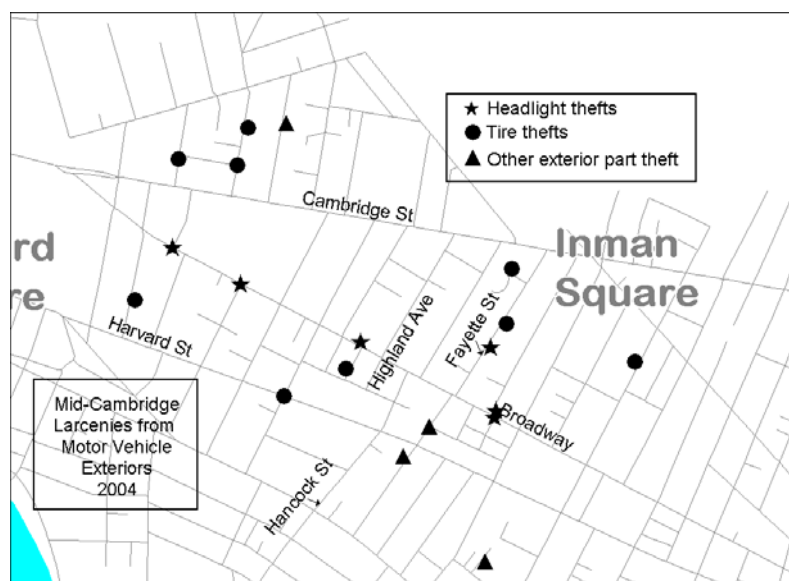 Headlight thefts
Tire thefts
Other exterior part theft
Cambridge St
Inman
Square
rd
re
Harvard St
Highland Ave
Fayette St
Broadway
Hancock St
Mid-Cambridge
Larcenies from
Motor Vehicle
Exteriors
2004